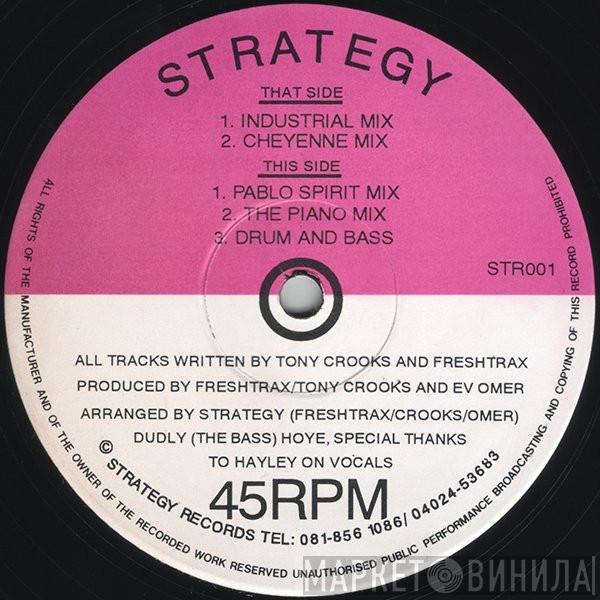 STRATEGY
THAT SIDE
1. INDUSTRIAL MIX
2. CHEYENNE MIX
THIS SIDE
1. PABLO SPIRIT MIX
2. THE PIANO MIX
3. DRUM AND BASS
STR001
ALL TRACKS WRITTEN BY TONY CROOKS AND FRESHTRAX
PRODUCED BY FRESHTRAX/TONY CROOKS AND EV OMER
ARRANGED BY STRATEGY (FRESHTRAX/CROOKS/OMER)
DUDLY (THE BASS) HOYE, SPECIAL THANKS
TO HAYLEY ON VOCALS
45RPM
© STRATEGY RECORDS TEL: 081-856 1086/ 04024-53683
ALL RIGHTS OF THE MANUFACTURER AND OF THE OWNER OF THE RECORDED WORK RESERVED UNAUTHORISED PUBLIC PERFORMANCE BROADCASTING AND COPYING OF THIS RECORD PROHIBITED
МАРКЕТ ВИНИЛА